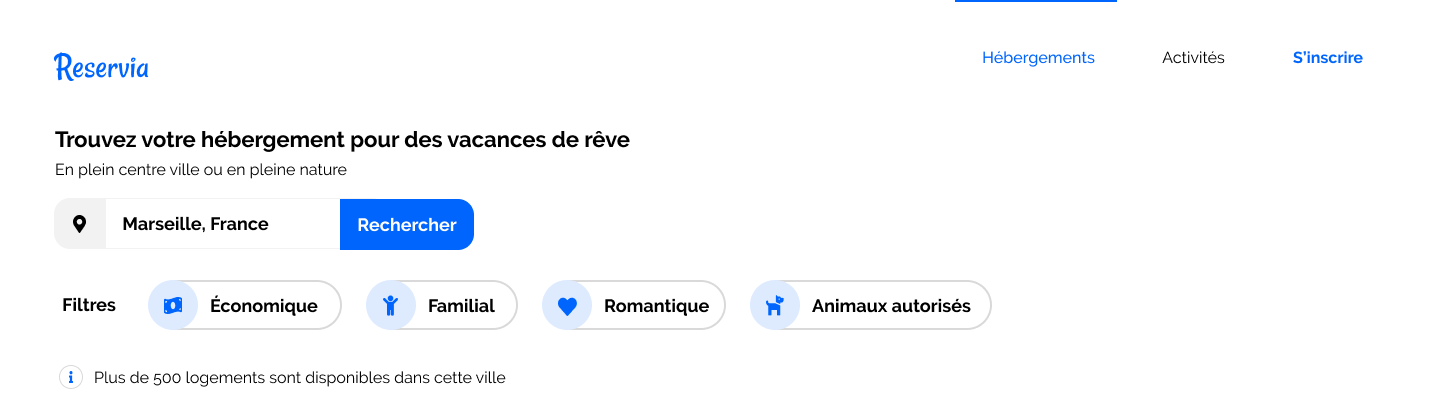 Reservia
Hébergements
Activités
S'inscrire
Trouvez votre hébergement pour des vacances de rêve
En plein centre ville ou en pleine nature
Marseille, France
Rechercher
Filtres
Économique
Familial
Romantique
Animaux autorisés
Plus de 500 logements sont disponibles dans cette ville